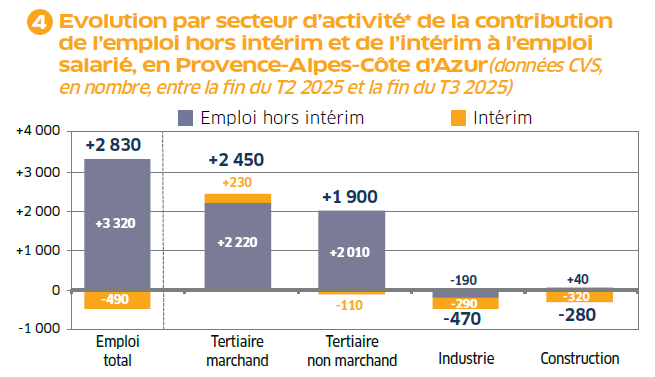 4 Evolution par secteur d'activité* de la contribution
de l'emploi hors intérim et de l'intérim à l'emploi
salarié, en Provence-Alpes-Côte d'Azur (données CVS,
en nombre, entre la fin du T2 2025 et la fin du T3 2025)
Emploi hors intérim Intérim
+4 000
+3 000
+2 000
+1 000
0
-1 000
+2 830
+3 320
-490
+2 450
+230
+2 220
+1 900
+2 010
-110
-190
-290
-470
+40
-320
-280
Emploi
total
Tertiaire
marchand
Tertiaire
non marchand
Industrie
Construction